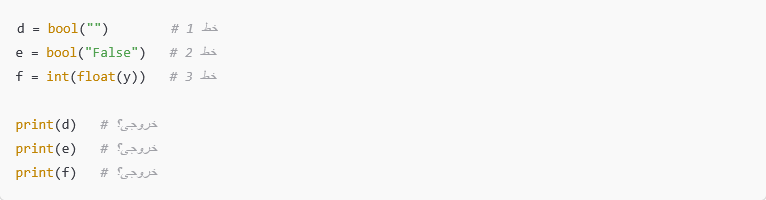 d = bool("")        # خط 1
e = bool("False")   # خط 2
f = int(float(y))   # خط 3
print(d)   # خروجی؟
print(e)   # خروجی؟
print(f)   # خروجی؟